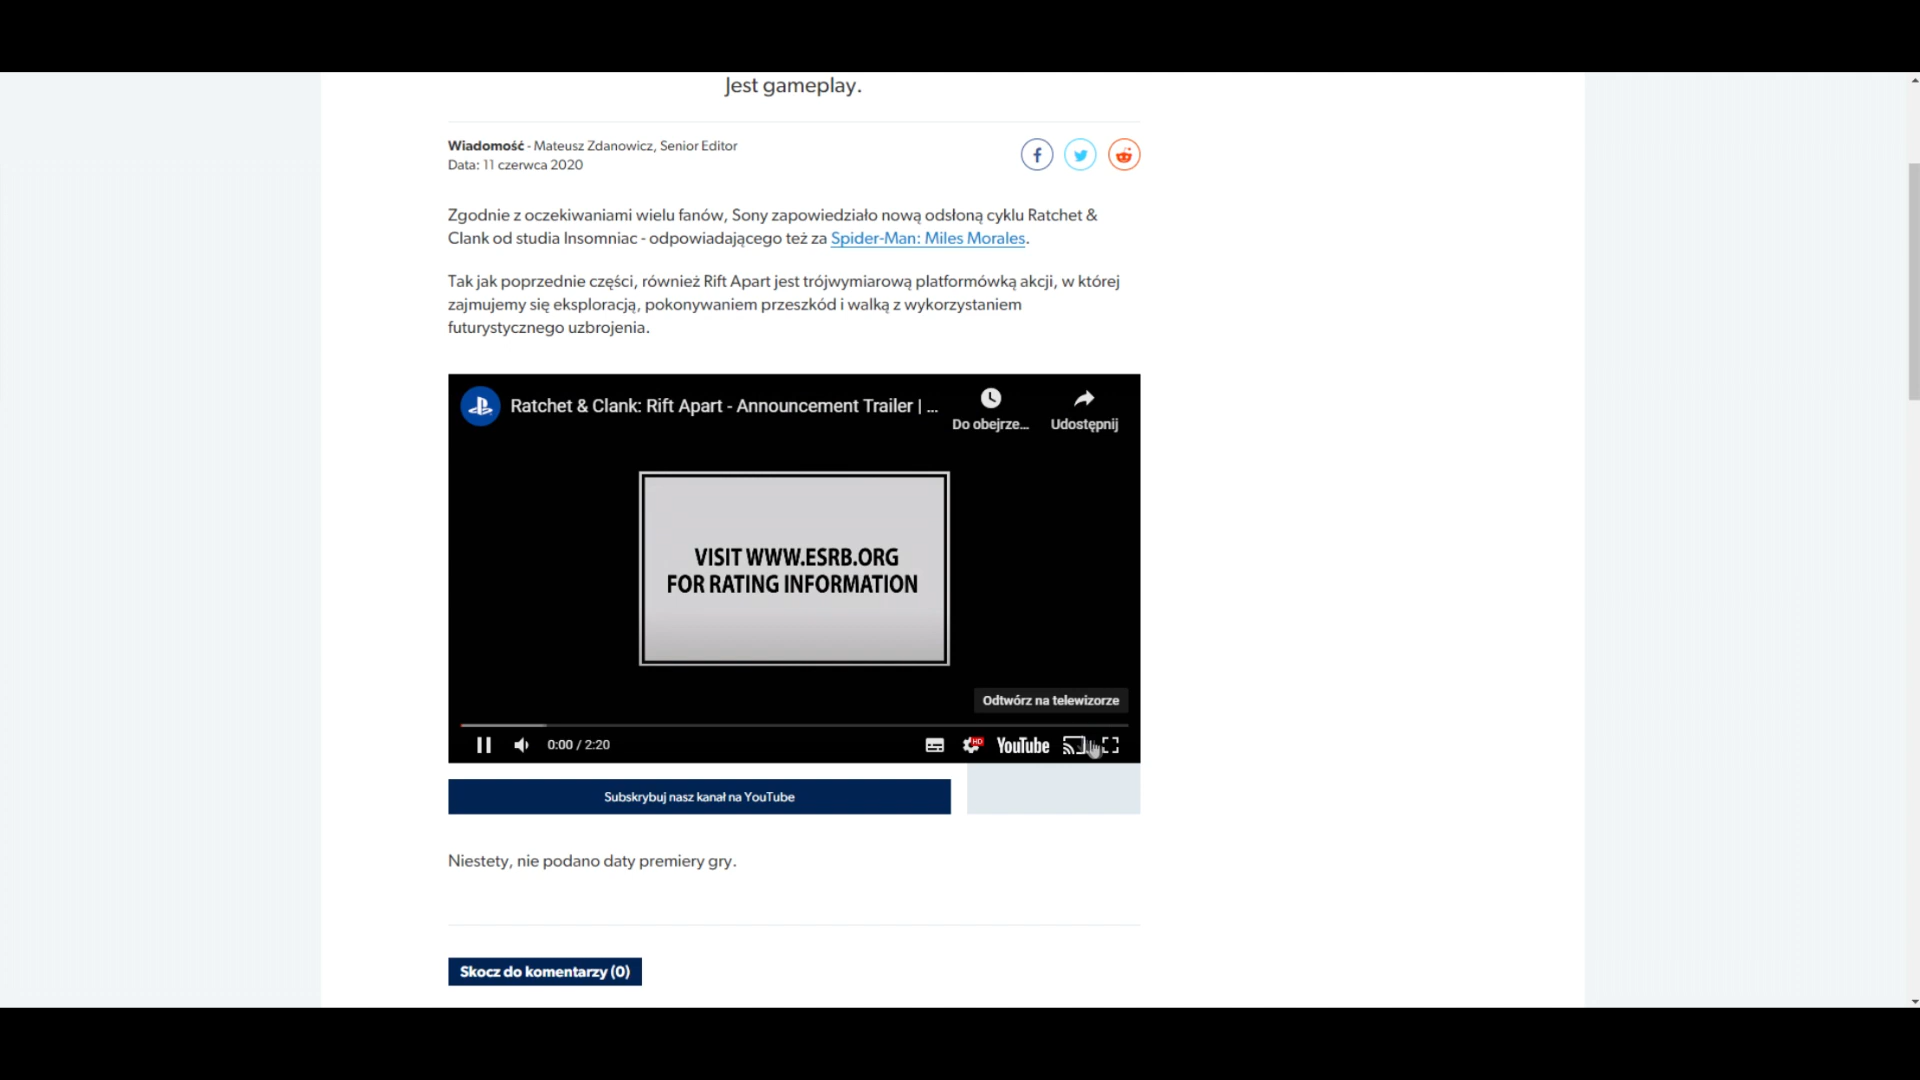 Jest gameplay.
Wiadomość - Mateusz Zdanowicz, Senior Editor
Data: 11 czerwca 2020
Zgodnie z oczekiwaniami wielu fanów, Sony zapowiedziało nową odsłoną cyklu Ratchet &
Clank od studia Insomniac - odpowiadającego też za Spider-Man: Miles Morales.
Tak jak poprzednie części, również Rift Apart jest trójwymiarową platformówką akcji, w której
zajmujemy się eksploracją, pokonywaniem przeszkód i walką z wykorzystaniem
futurystycznego uzbrojenia.
Ratchet & Clank: Rift Apart - Announcement Trailer | ...
Do obejrze...
Udostępnij
VISIT WWW.ESRB.ORG
FOR RATING INFORMATION
Odtwórz na telewizorze
0:00 / 2:20
HD
YouTube
Subskrybuj nasz kanał na YouTube
Niestety, nie podano daty premiery gry.
Skocz do komentarzy (0)